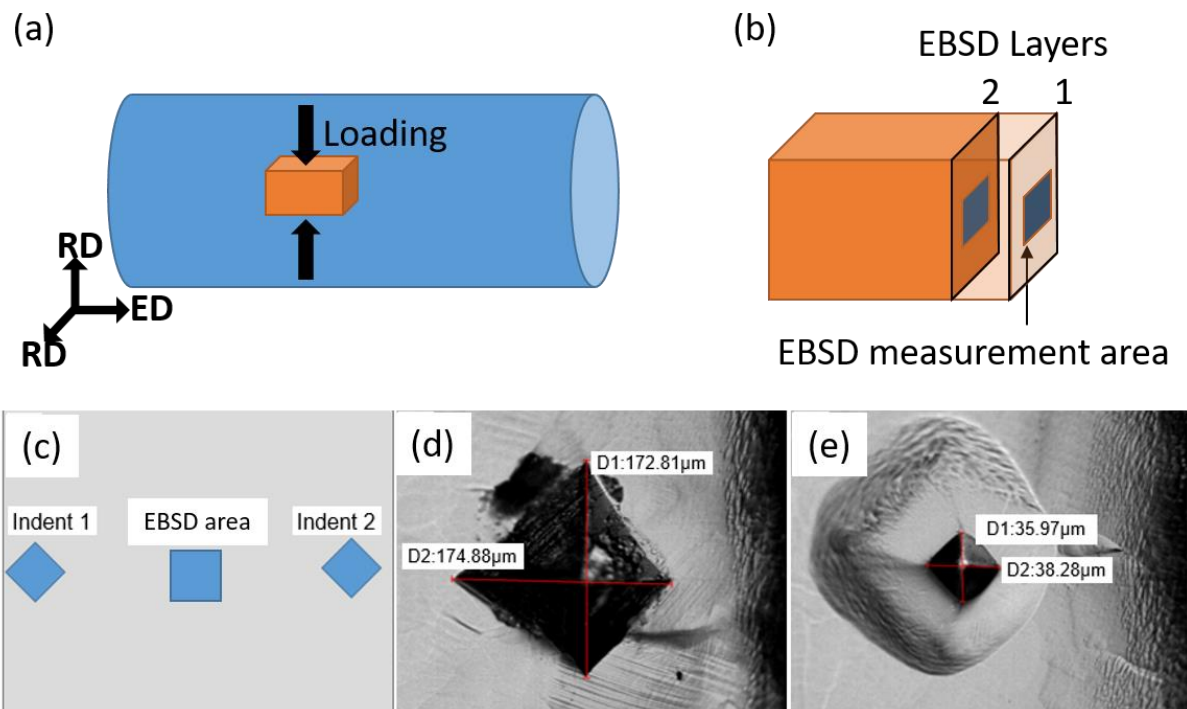 (a)
Loading
RD
ED
RD
(b)
EBSD Layers
2 1
EBSD measurement area
(c)
Indent 1
EBSD area
Indent 2
(d)
D1:172.81µm
D2:174.88µm
(e)
D1:35.97µm
D2:38.28µm